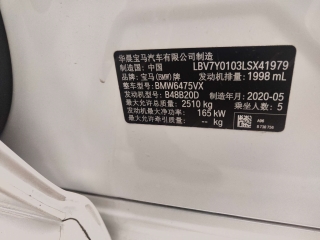 华晨宝马汽车有限公司制造
制造国：中国 LBV7Y0103LSX41979
品牌：宝马(BMW)牌 发动机排量：1998 mL
整车型号：BMW6475VX
发动机型号：B48B20D 制造年月：2020-05
最大允许总质量：2510 kg 乘坐人数：5
发动机最大净功率：165 kW
最大允许牵引质量：-- kg